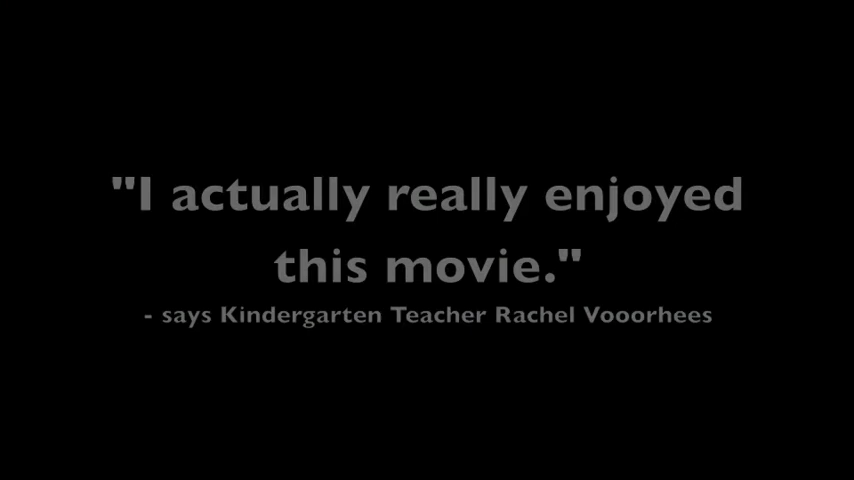 "I actually really enjoyed
this movie."
- says Kindergarten Teacher Rachel Vooorhees